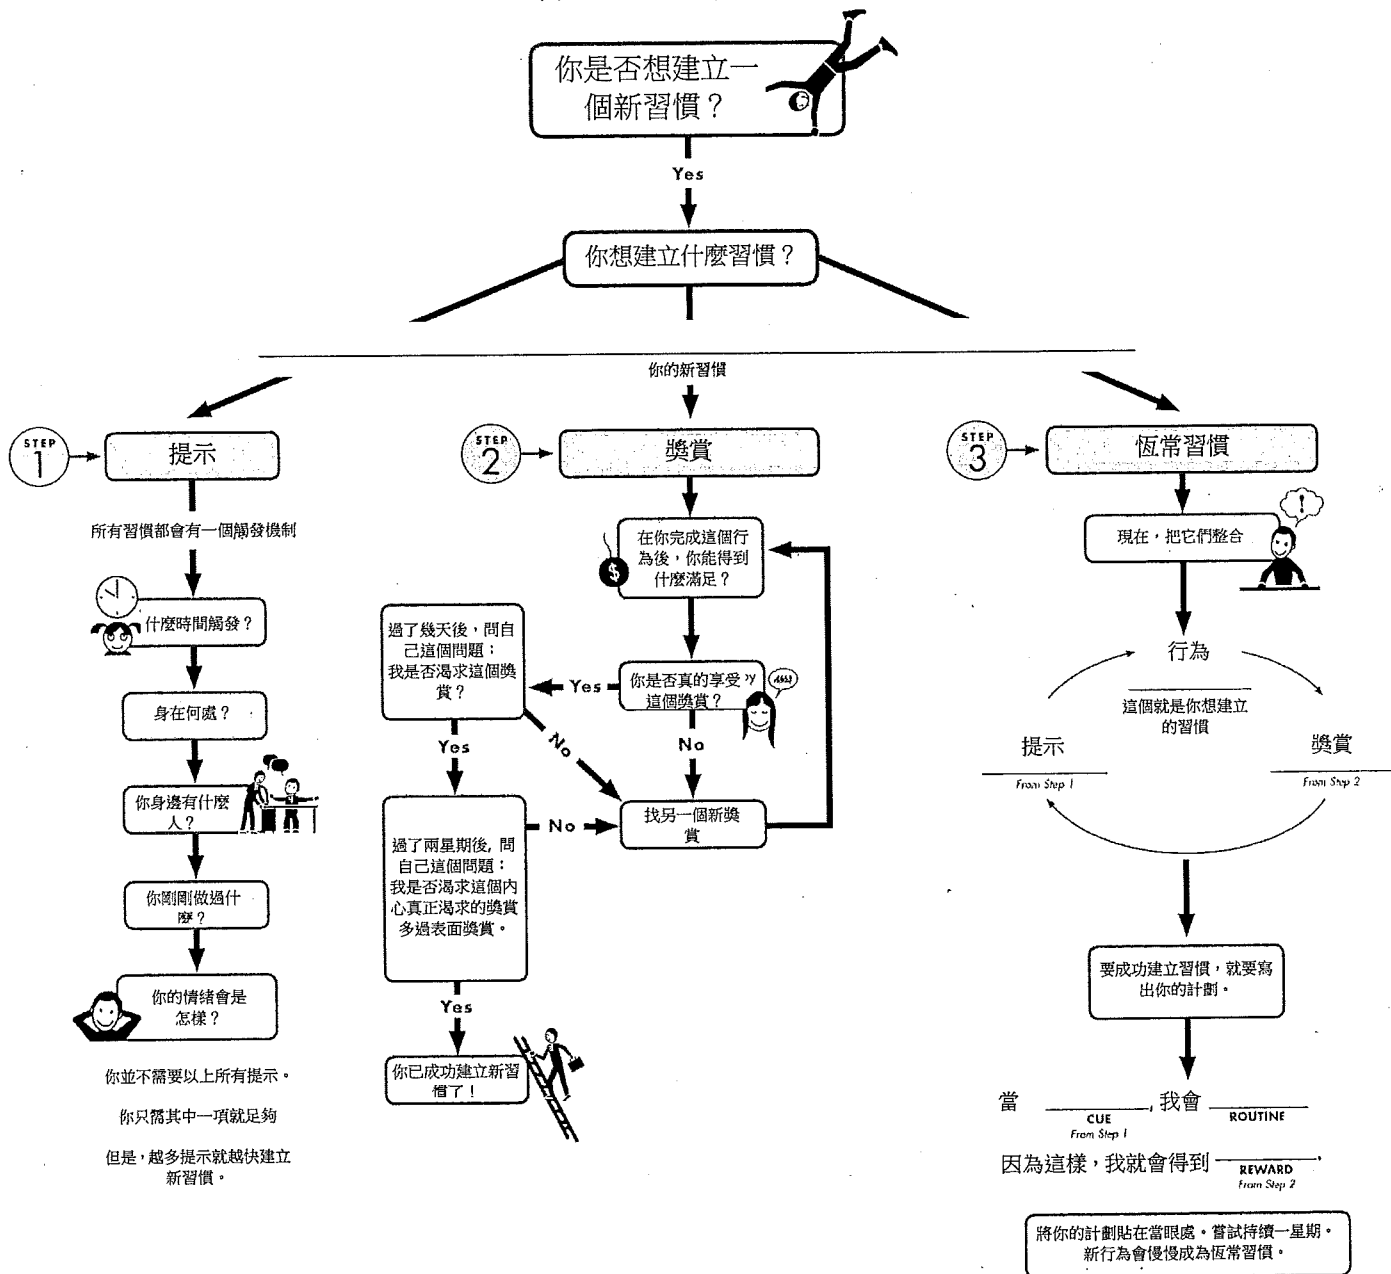 你是否想建立一
個新習慣？
Yes
你想建立什麼習慣？
你的新習慣
STEP
1
提示
所有習慣都會有一個觸發機制
什麼時間觸發？
身在何處？
你身邊有什麼
人？
你剛剛做過什
麼？
你的情緒會是
怎樣？
你並不需要以上所有提示。
你只需其中一項就足夠
但是，越多提示就越快建立
新習慣。
STEP
2
獎賞
在你完成這個行
為後，你能得到
什麼滿足？
$
你是否真的享受
這個獎賞？
Yes
No
過了幾天後，問自
己這個問題：
我是否渴求這個獎
賞？
Yes
No
找另一個新獎
賞
過了兩星期後, 問
自己這個問題：
我是否渴求這個內
心真正渴求的獎賞
多過表面獎賞。
No
Yes
你已成功建立新習
慣了！
STEP
3
恆常習慣
現在，把它們整合
!
行為
這個就是你想建立
的習慣
提示
From Step 1
獎賞
From Step 2
要成功建立習慣，就要寫
出你的計劃。
當 ________, 我會 ________
CUE
From Step 1
ROUTINE
因為這樣，我就會得到 ________.
REWARD
From Step 2
將你的計劃貼在當眼處。嘗試持續一星期。
新行為會慢慢成為恆常習慣。